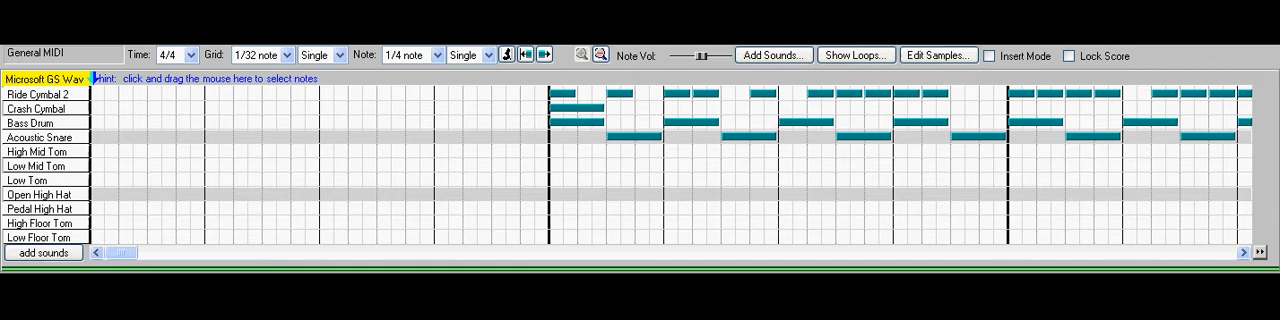 General MIDI Time: 4/4 Grid: 1/32 note Single Note: 1/4 note Single Note Vol: Add Sounds... Show Loops... Edit Samples... Insert Mode Lock Score
Microsoft GS Wav hint: click and drag the mouse here to select notes
Ride Cymbal 2
Crash Cymbal
Bass Drum
Acoustic Snare
High Mid Tom
Low Mid Tom
Low Tom
Open High Hat
Pedal High Hat
High Floor Tom
Low Floor Tom
add sounds